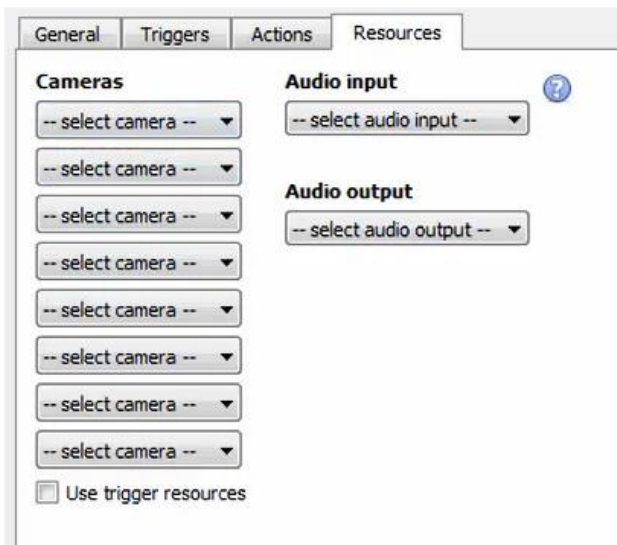 General Triggers Actions Resources
Cameras
-- select camera --
-- select camera --
-- select camera --
-- select camera --
-- select camera --
-- select camera --
-- select camera --
-- select camera --
Use trigger resources
Audio input
-- select audio input --
Audio output
-- select audio output --
?